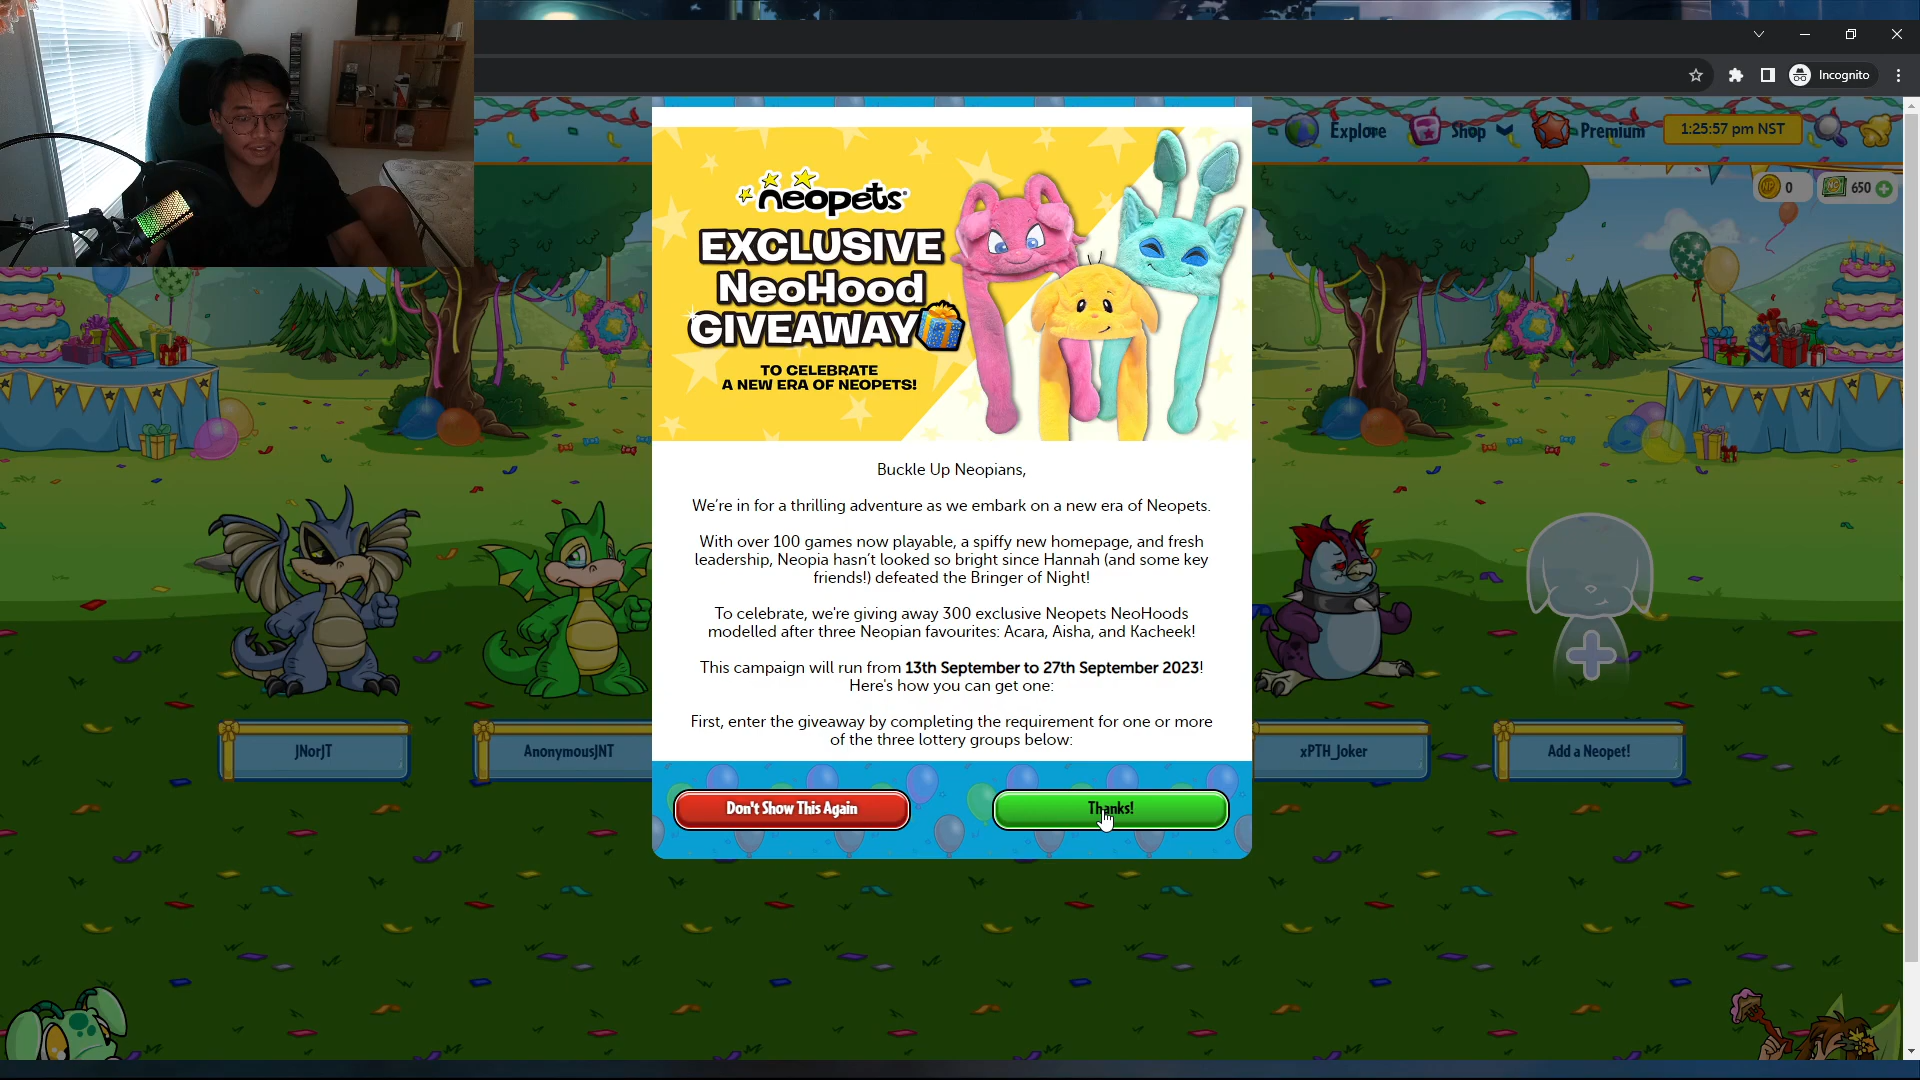 Incognito
Explore
Shop
Premium
1:25:57 pm NST
NP
0
NC
650
neopets
EXCLUSIVE
NeoHood
GIVEAWAY
TO CELEBRATE
A NEW ERA OF NEOPETS!
Buckle Up Neopians,
We're in for a thrilling adventure as we embark on a new era of Neopets.
With over 100 games now playable, a spiffy new homepage, and fresh
leadership, Neopia hasn't looked so bright since Hannah (and some key
friends!) defeated the Bringer of Night!
To celebrate, we're giving away 300 exclusive Neopets NeoHoods
modelled after three Neopian favourites: Acara, Aisha, and Kacheek!
This campaign will run from 13th September to 27th September 2023!
Here's how you can get one:
First, enter the giveaway by completing the requirement for one or more
of the three lottery groups below:
JNorJT
AnonymousJNT
xPTH_Joker
Add a Neopet!
Don't Show This Again
Thanks!